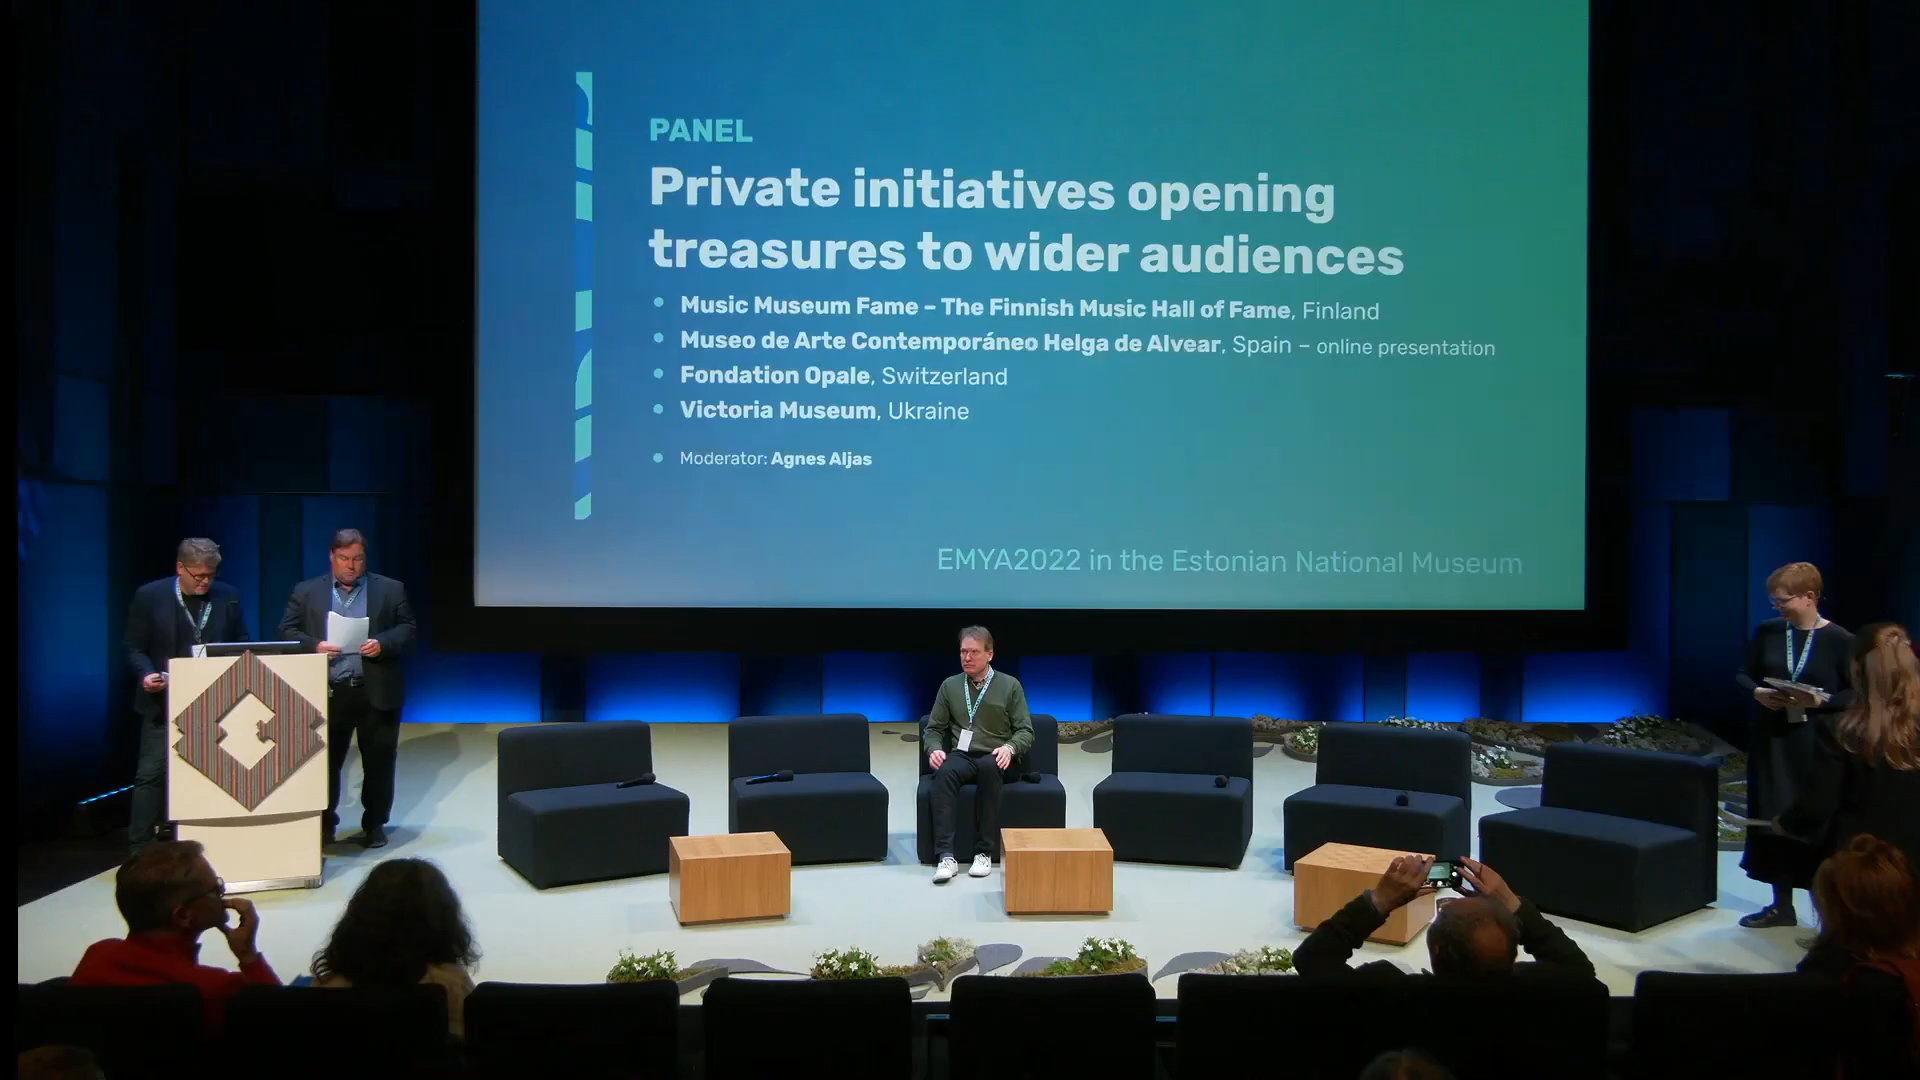 PANEL
Private initiatives opening
treasures to wider audiences
Music Museum Fame – The Finnish Music Hall of Fame, Finland
Museo de Arte Contemporáneo Helga de Alvear, Spain – online presentation
Fondation Opale, Switzerland
Victoria Museum, Ukraine
Moderator: Agnes Aljas
EMYA2022 in the Estonian National Museum